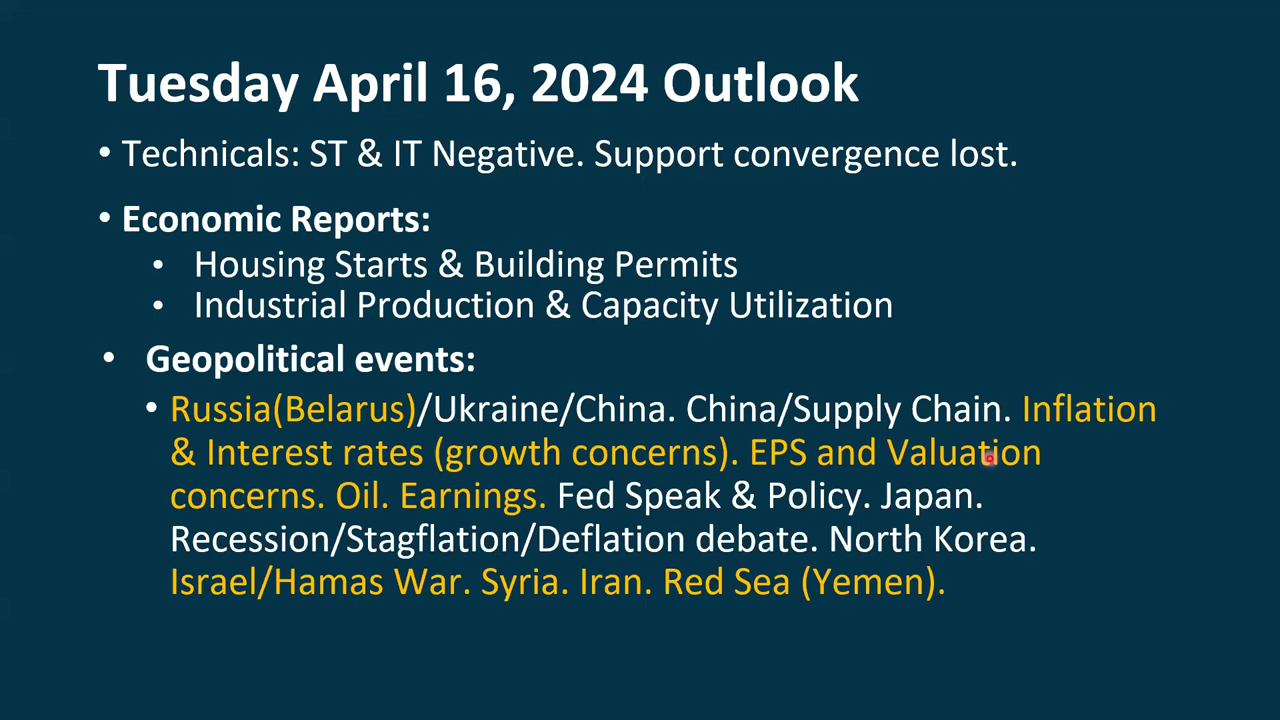 Tuesday April 16, 2024 Outlook
• Technicals: ST & IT Negative. Support convergence lost.
• Economic Reports:
• Housing Starts & Building Permits
• Industrial Production & Capacity Utilization
• Geopolitical events:
• Russia(Belarus)/Ukraine/China. China/Supply Chain. Inflation
& Interest rates (growth concerns). EPS and Valuation
concerns. Oil. Earnings. Fed Speak & Policy. Japan.
Recession/Stagflation/Deflation debate. North Korea.
Israel/Hamas War. Syria. Iran. Red Sea (Yemen).